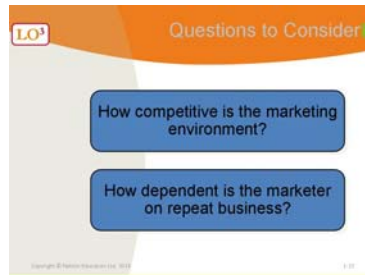 LO³
Questions to Consider
How competitive is the marketing
environment?
How dependent is the marketer
on repeat business?